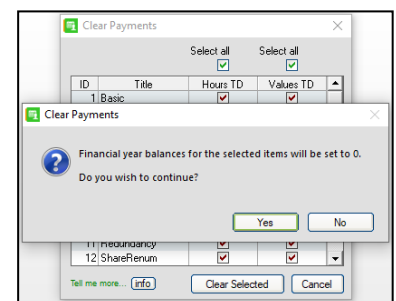 Clear Payments
Select all Select all
ID Title Hours TD Values TD
1 Basic
Clear Payments
Financial year balances for the selected items will be set to 0.
Do you wish to continue?
Yes No
11 Redundancy
12 ShareRenum
Tell me more... info Clear Selected Cancel